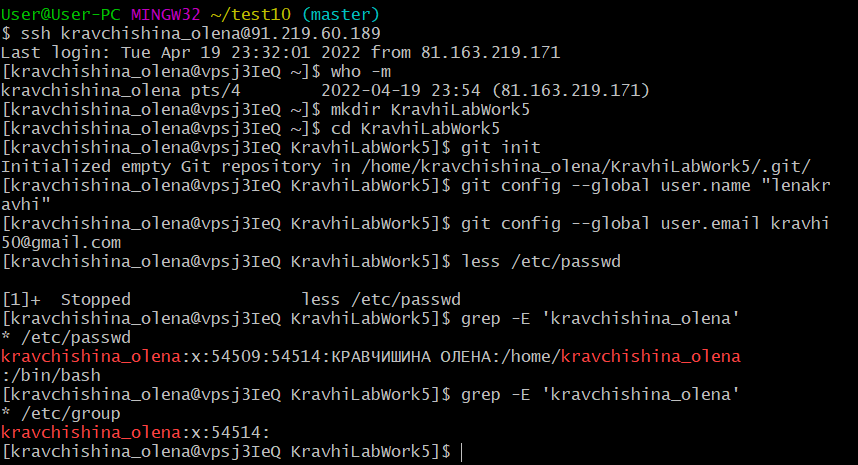 User@User-PC MINGW32 ~/test10 (master)
$ ssh kravchishina_olena@91.219.60.189
Last login: Tue Apr 19 23:32:01 2022 from 81.163.219.171
[kravchishina_olena@vpsj3IeQ ~]$ who -m
kravchishina_olena pts/4        2022-04-19 23:54 (81.163.219.171)
[kravchishina_olena@vpsj3IeQ ~]$ mkdir KravhiLabWork5
[kravchishina_olena@vpsj3IeQ ~]$ cd KravhiLabWork5
[kravchishina_olena@vpsj3IeQ KravhiLabWork5]$ git init
Initialized empty Git repository in /home/kravchishina_olena/KravhiLabWork5/.git/
[kravchishina_olena@vpsj3IeQ KravhiLabWork5]$ git config --global user.name "lenakr
avhi"
[kravchishina_olena@vpsj3IeQ KravhiLabWork5]$ git config --global user.email kravhi
50@gmail.com
[kravchishina_olena@vpsj3IeQ KravhiLabWork5]$ less /etc/passwd
[1]+  Stopped                 less /etc/passwd
[kravchishina_olena@vpsj3IeQ KravhiLabWork5]$ grep -E 'kravchishina_olena'
* /etc/passwd
kravchishina_olena:x:54509:54514:КРАВЧИШИНА ОЛЕНА:/home/kravchishina_olena
:/bin/bash
[kravchishina_olena@vpsj3IeQ KravhiLabWork5]$ grep -E 'kravchishina_olena'
* /etc/group
kravchishina_olena:x:54514:
[kravchishina_olena@vpsj3IeQ KravhiLabWork5]$